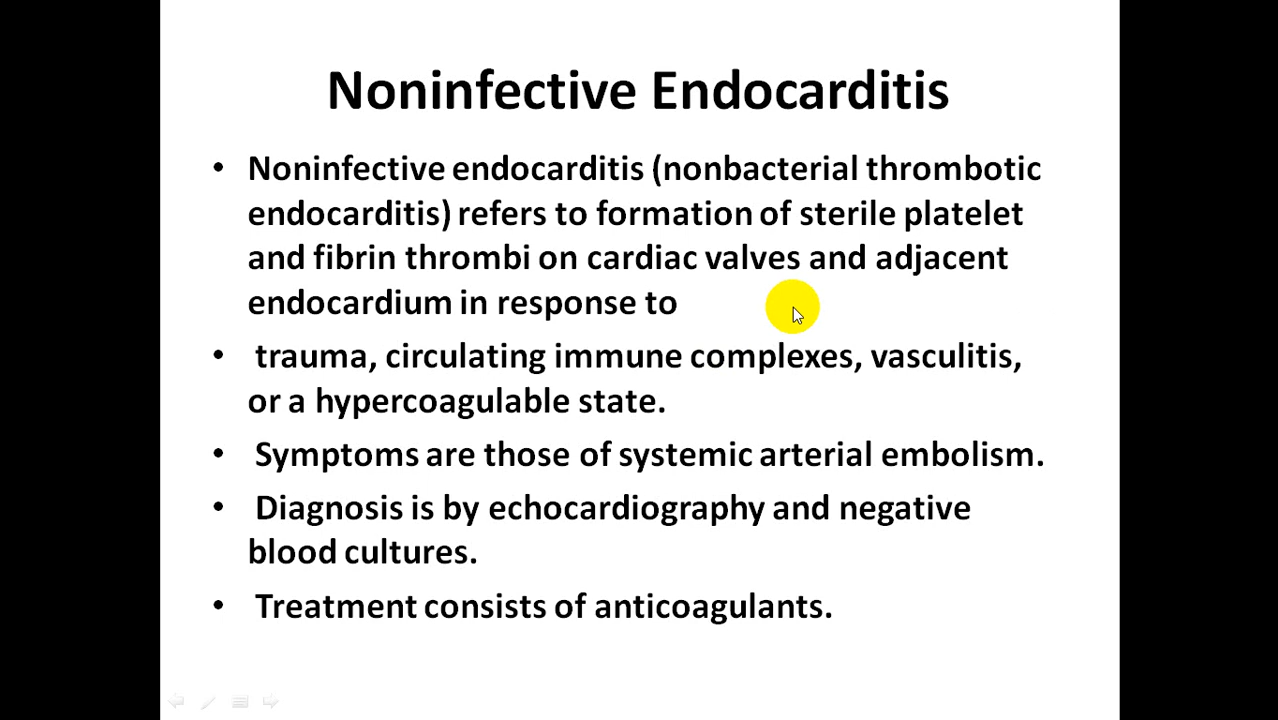 Noninfective Endocarditis
• Noninfective endocarditis (nonbacterial thrombotic
endocarditis) refers to formation of sterile platelet
and fibrin thrombi on cardiac valves and adjacent
endocardium in response to
• trauma, circulating immune complexes, vasculitis,
or a hypercoagulable state.
• Symptoms are those of systemic arterial embolism.
• Diagnosis is by echocardiography and negative
blood cultures.
• Treatment consists of anticoagulants.